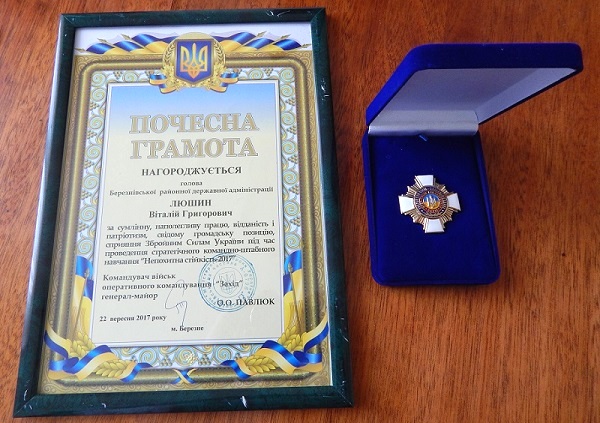 ПОЧЕСНА
ГРАМОТА
НАГОРОДЖУЄТЬСЯ
голова
Березнівської районної державної адміністрації
ЛЮШИН
Віталій Григорович
за сумлінну, наполегливу працю, відданість і
патріотизм, свідому громадську позицію,
сприяння Збройним Силам України під час
проведення стратегічного командно-штабного
навчання "Непохитна стійкість-2017"
Командувач військ
оперативного командування "Захід"
генерал-майор О.О. ПАВЛЮК
22 вересня 2017 року
м. Березне